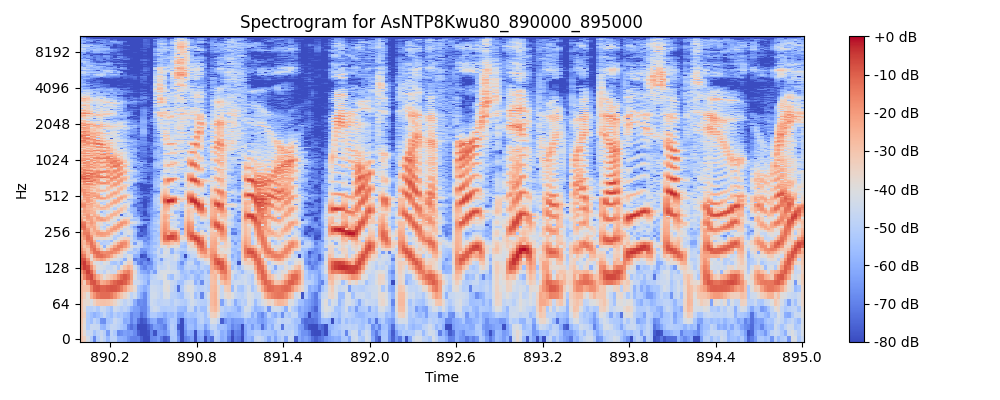 Spectrogram for AsNTP8Kwu80_890000_895000
Hz
8192
4096
2048
1024
512
256
128
64
0
890.2 890.8 891.4 892.0 892.6 893.2 893.8 894.4 895.0
Time
+0 dB
-10 dB
-20 dB
-30 dB
-40 dB
-50 dB
-60 dB
-70 dB
-80 dB